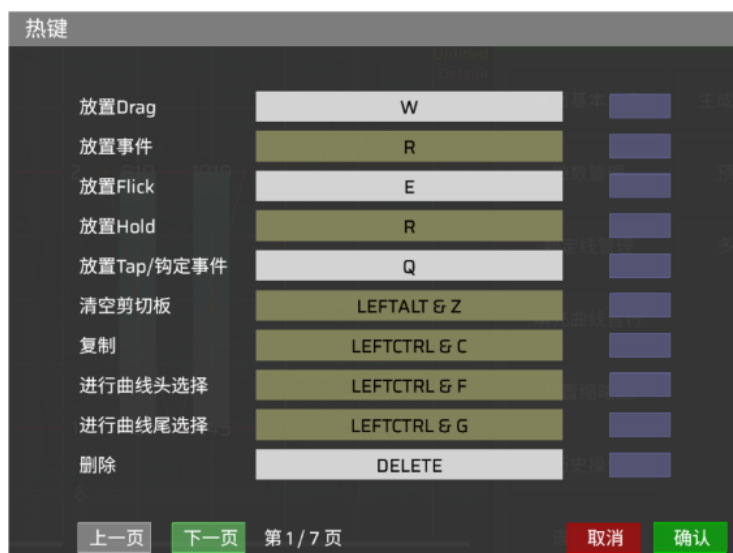 热键
Untitled
Default
放置Drag W
放置事件 R
放置Flick E
放置Hold R
放置Tap/钩定事件 Q
清空剪切板 LEFTALT & Z
复制 LEFTCTRL & C
进行曲线头选择 LEFTCTRL & F
进行曲线尾选择 LEFTCTRL & G
删除 DELETE
上一页 下一页 第1/7页 取消 确认